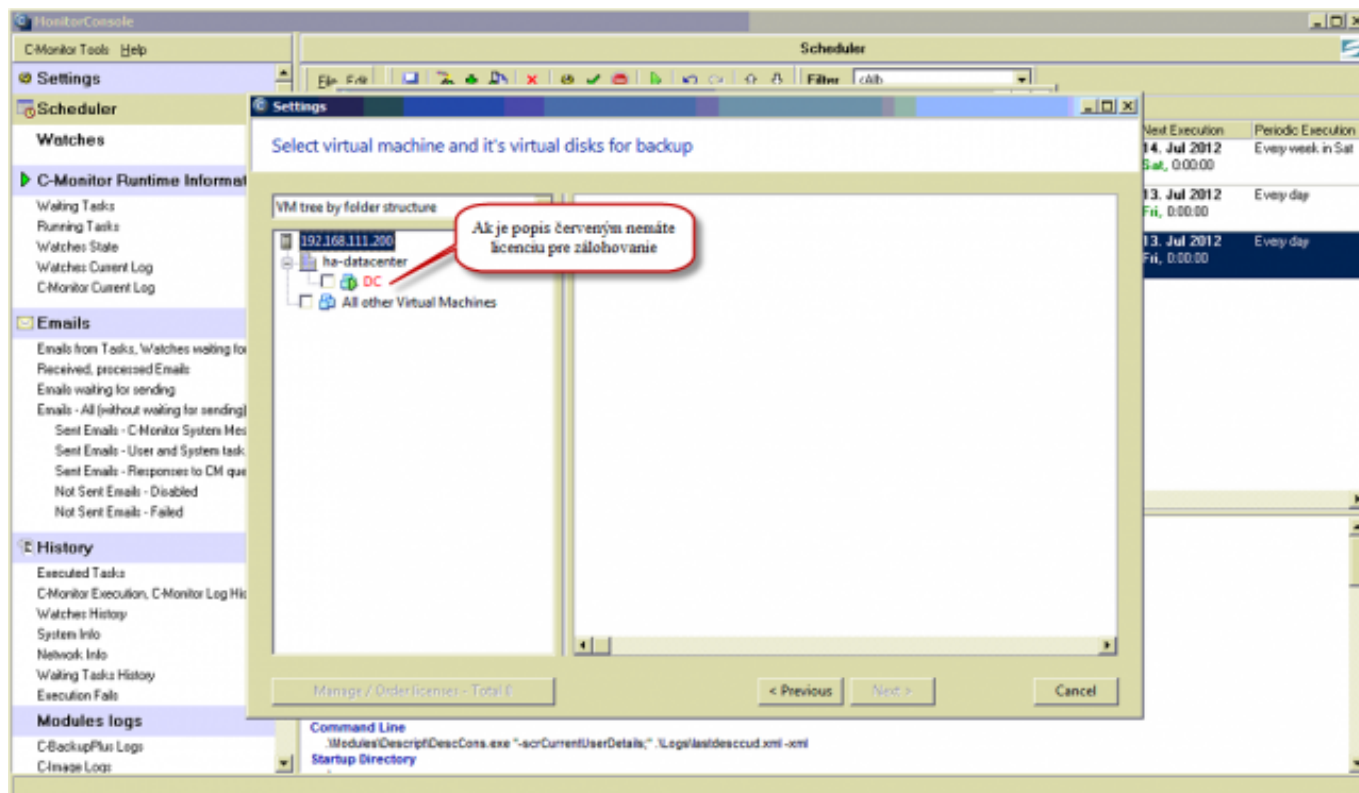 MonitorConsole
C-Monitor Tools Help
Scheduler
Settings
File Edit
Filter
Scheduler
Watches
C-Monitor Runtime Informat
Waiting Tasks
Running Tasks
Watches State
Watches Current Log
C-Monitor Current Log
Emails
Emails from Tasks, Watches waiting for
Received, processed Emails
Emails waiting for sending
Emails - All (without waiting for sending)
Sent Emails - C-Monitor System Mes
Sent Emails - User and System task
Sent Emails - Responses to CM que
Not Sent Emails - Disabled
Not Sent Emails - Failed
History
Executed Tasks
C-Monitor Execution, C-Monitor Log His
Watches History
System Info
Network Info
Waiting Tasks History
Execution Fails
Modules logs
C-BackupPlus Logs
C-Image Logs
Settings
Select virtual machine and it's virtual disks for backup
VM tree by folder structure
192.168.111.200
ha-datacenter
DC
All other Virtual Machines
Ak je popis červeným nemáte
licenciu pre zálohovanie
Manage / Order licenses - Total 0
< Previous
Next >
Cancel
Next Execution Periodic Execution
14. Jul 2012 Every week in Sat
Sat, 0:00:00
13. Jul 2012 Every day
Fri, 0:00:00
13. Jul 2012 Every day
Fri, 0:00:00
Command Line
.\Modules\Descript\DescCons.exe "-scrCurrentUserDetails;" .\Logs\lastdesccud.xml -xml
Startup Directory